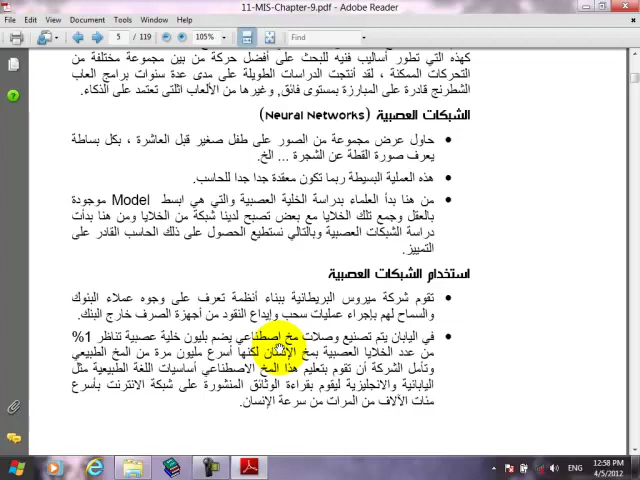 11-MIS-Chapter-9.pdf - Adobe Reader
File Edit View Document Tools Window Help
5 / 119 105% Find
كهذه التي تطور أساليب فنية للبحث على أفضل حركة من بين مجموعة مختلفة من
التحركات الممكنة ، لقد أنتجت الدراسات الطويلة على مدى عدة سنوات برامج العاب
الشطرنج قادرة على المبارزة بمستوى فائق, وغيرها من الألعاب التي تعتمد على الذكاء.
الشبكات العصبية (Neural Networks)
• حاول عرض مجموعة من الصور على طفل صغير قبل العاشرة ، بكل بساطة
يعرف صورة القطة عن الشجرة ... الخ.
• هذه العملية البسيطة ربما تكون معقدة جدا جدا للحاسب.
• من هنا بدأ العلماء بدراسة الخلية العصبية والتي هي ابسط Model موجودة
بالعقل وجمع تلك الخلايا مع بعض تصبح لدينا شبكة من الخلايا ومن هنا بدأت
دراسة الشبكات العصبية وبالتالي نستطيع الحصول على ذلك الحاسب القادر على
التمييز.
استخدام الشبكات العصبية
• تقوم شركة ميروس البريطانية ببناء أنظمة تعرف على وجوه عملاء البنوك
والسماح لهم بإجراء عمليات سحب وإيداع النقود من أجهزة الصرف خارج البنك.
• في اليابان يتم تصنيع وصلات مخ اصطناعي يضم بليون خلية عصبية تناظر 1%
من عدد الخلايا العصبية بمخ الإنسان لكنها أسرع مليون مرة من المخ الطبيعي
وتأمل الشركة أن تقوم بتعليم هذا المخ الاصطناعي أساسيات اللغة الطبيعية مثل
اليابانية والانجليزية ليقوم بقراءة الوثائق المنشورة على شبكة الانترنت بأسرع
مئات الآلاف من المرات من سرعة الإنسان.
ENG
12:58 PM
4/5/2012